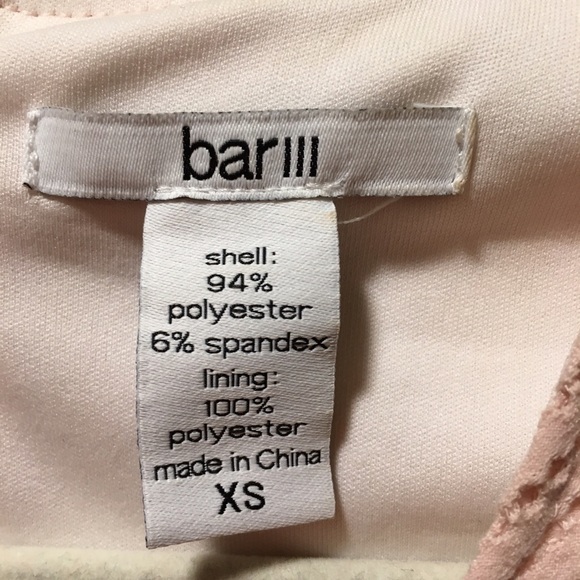 bar III
shell:
94%
polyester
6% spandex
lining:
100%
polyester
made in China
XS